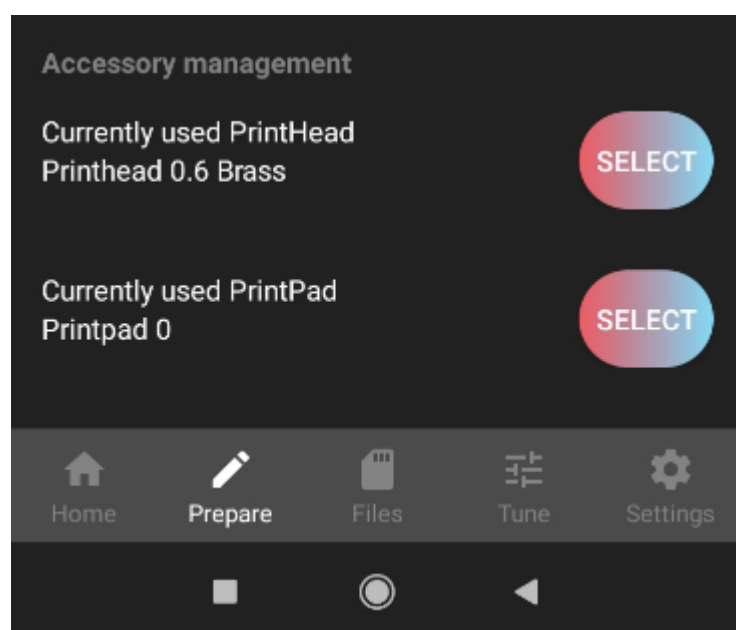 Accessory management
Currently used PrintHead
Printhead 0.6 Brass
SELECT
Currently used PrintPad
Printpad 0
SELECT
Home
Prepare
Files
Tune
Settings